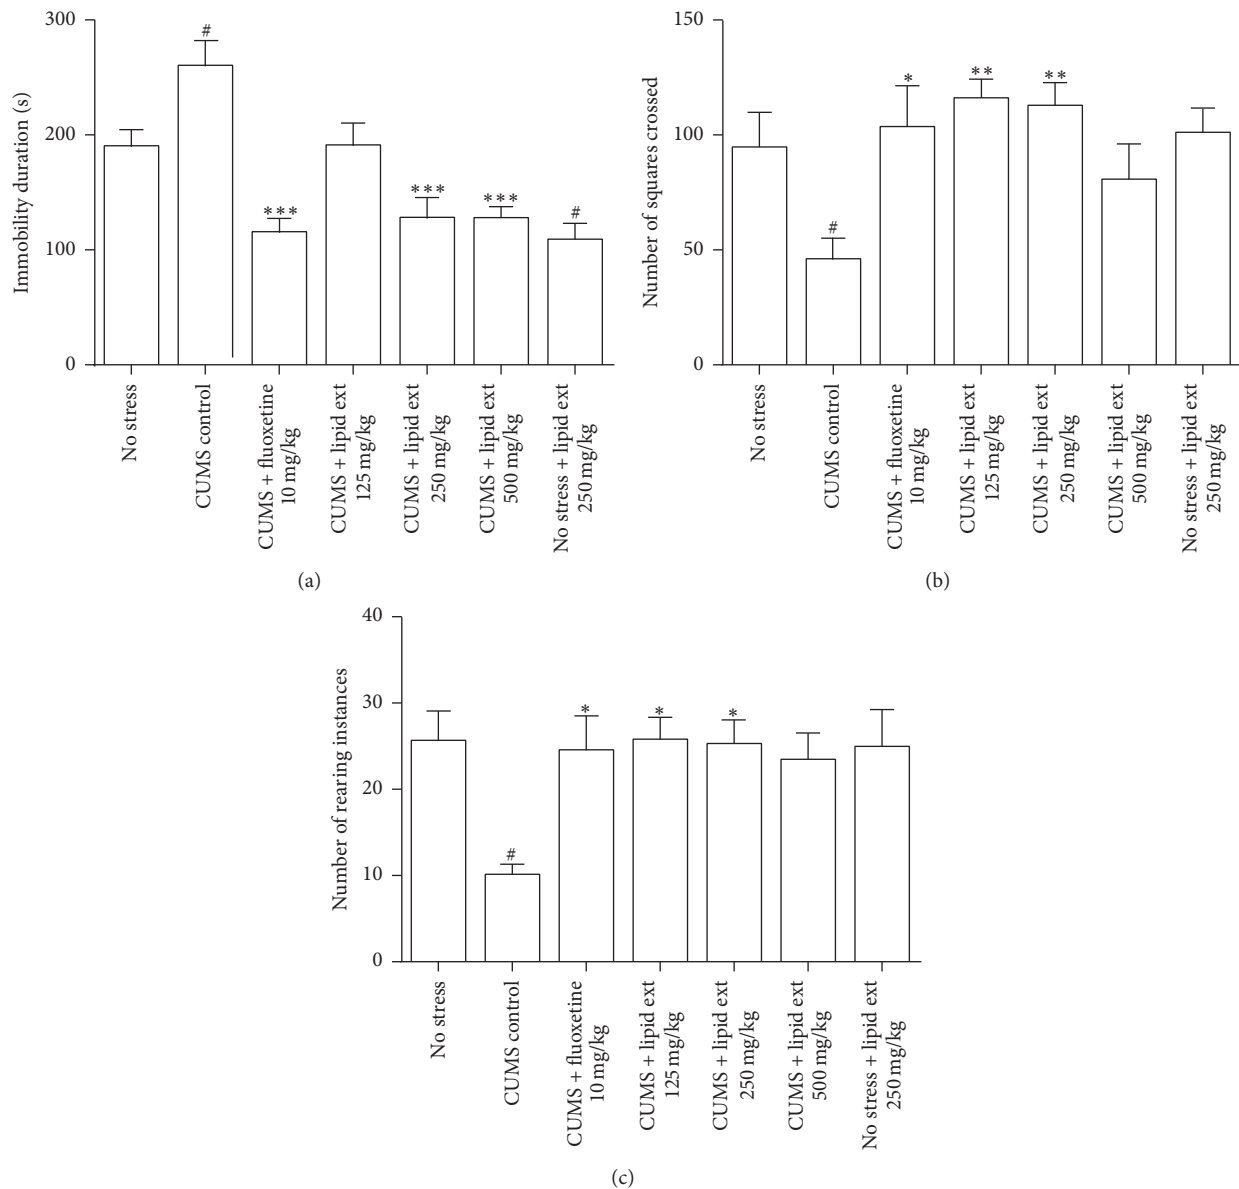 300
200
100
0
Immobility duration (s)
#
***
***
***
#
No stress
CUMS control
CUMS + fluoxetine
10 mg/kg
CUMS + lipid ext
125 mg/kg
CUMS + lipid ext
250 mg/kg
CUMS + lipid ext
500 mg/kg
No stress + lipid ext
250 mg/kg
(a)
150
100
50
0
Number of squares crossed
#
*
**
**
No stress
CUMS control
CUMS + fluoxetine
10 mg/kg
CUMS + lipid ext
125 mg/kg
CUMS + lipid ext
250 mg/kg
CUMS + lipid ext
500 mg/kg
No stress + lipid ext
250 mg/kg
(b)
40
30
20
10
0
Number of rearing instances
#
*
*
*
No stress
CUMS control
CUMS + fluoxetine
10 mg/kg
CUMS + lipid ext
125 mg/kg
CUMS + lipid ext
250 mg/kg
CUMS + lipid ext
500 mg/kg
No stress + lipid ext
250 mg/kg
(c)